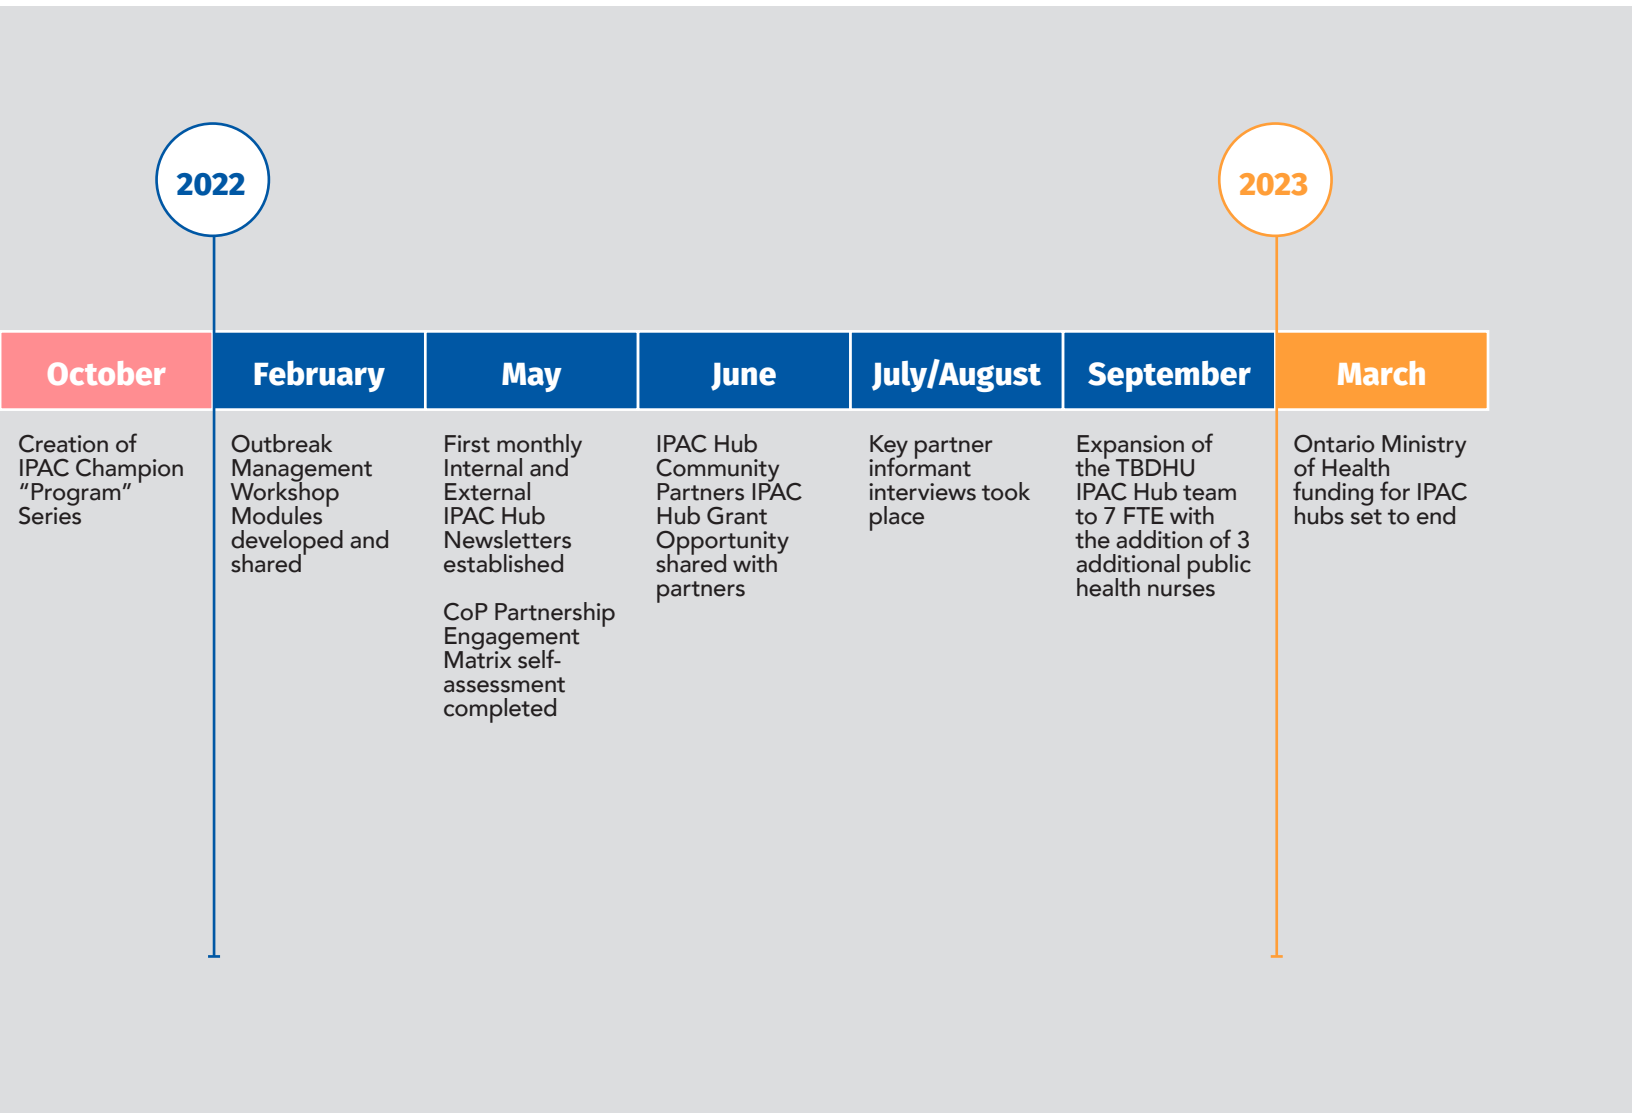 2022
2023
October
February
May
June
July/August
September
March
Creation of
IPAC Champion
“Program”
Series
Outbreak
Management
Workshop
Modules
developed and
shared
First monthly
Internal and
External
IPAC Hub
Newsletters
established
CoP Partnership
Engagement
Matrix self-
assessment
completed
IPAC Hub
Community
Partners IPAC
Hub Grant
Opportunity
shared with
partners
Key partner
informant
interviews took
place
Expansion of
the TBDHU
IPAC Hub team
to 7 FTE with
the addition of 3
additional public
health nurses
Ontario Ministry
of Health
funding for IPAC
hubs set to end